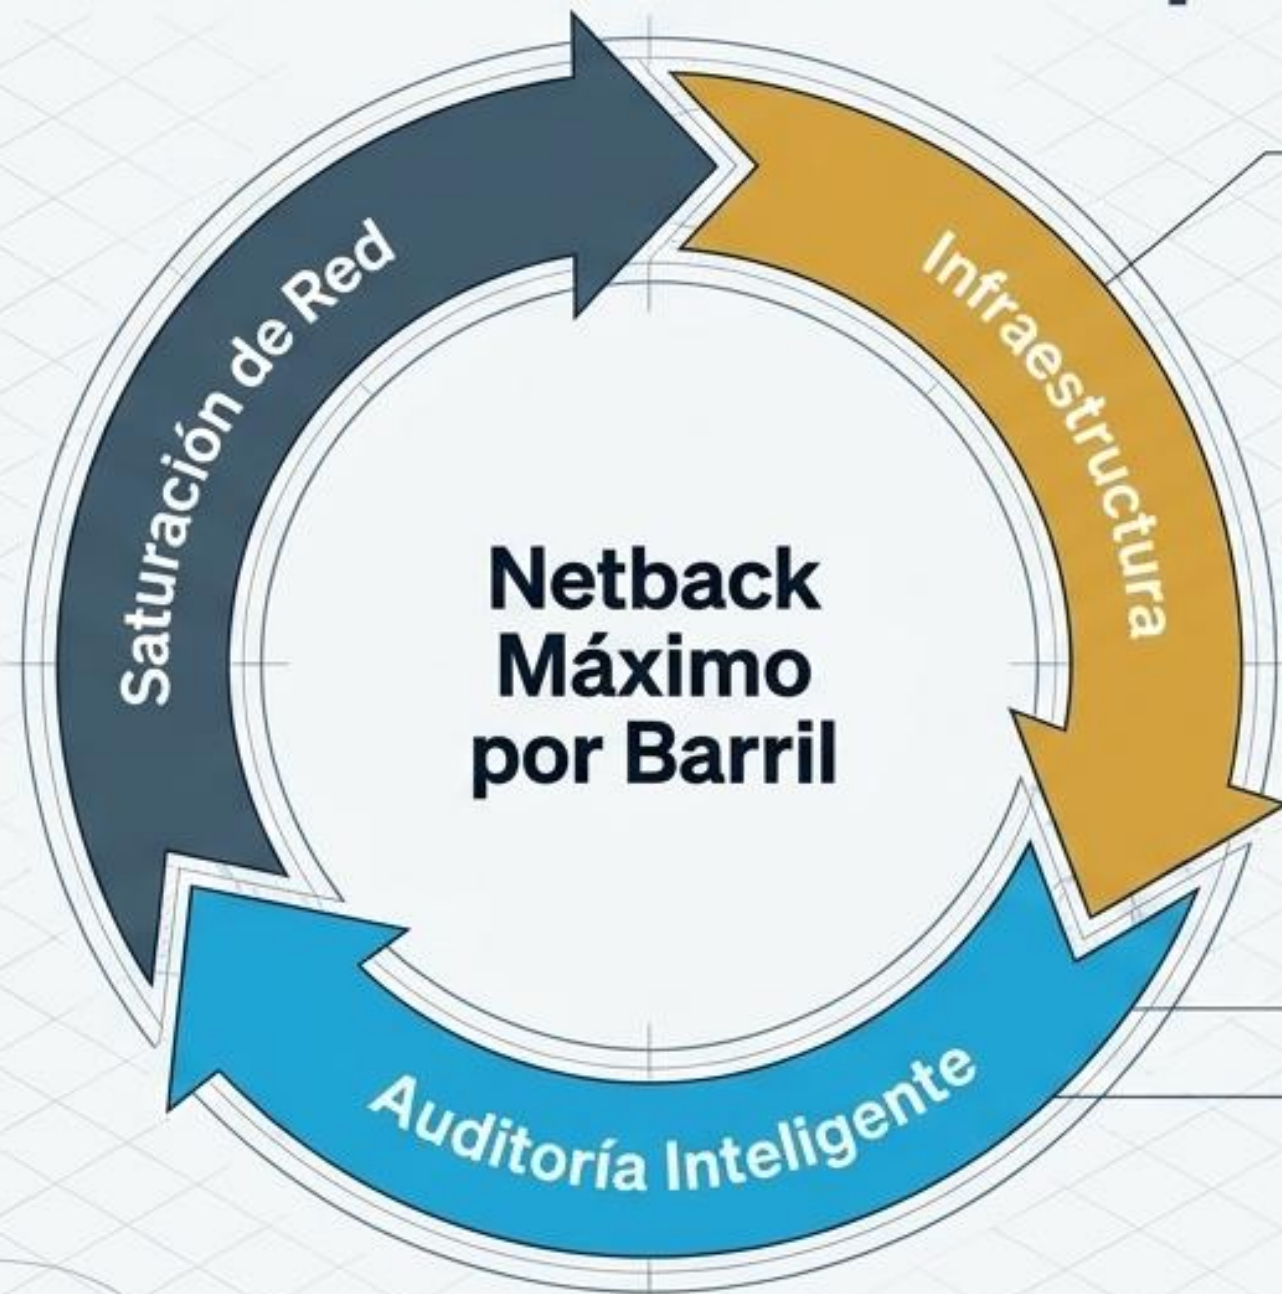 Saturación de Red
Infraestructura
Netback
Máximo
por Barril
Auditoría Inteligente